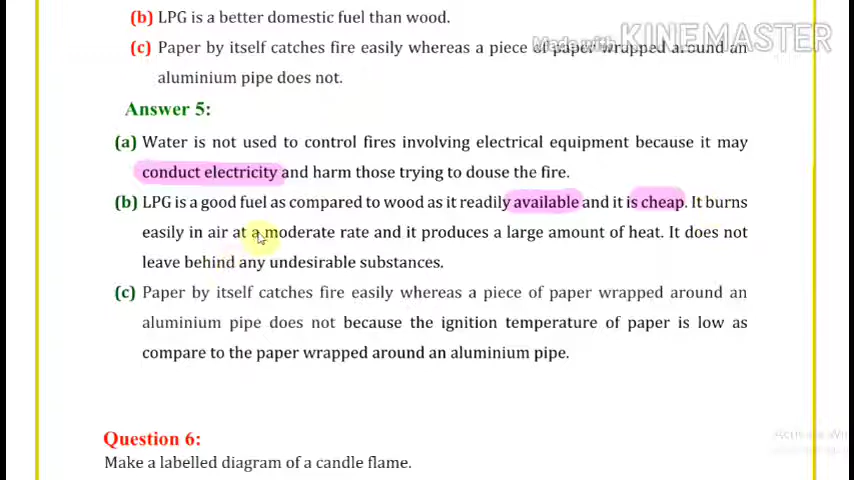 (b) LPG is a better domestic fuel than wood.
Made with KINEMASTER
(c) Paper by itself catches fire easily whereas a piece of paper wrapped around an
aluminium pipe does not.
Answer 5:
(a) Water is not used to control fires involving electrical equipment because it may
conduct electricity and harm those trying to douse the fire.
(b) LPG is a good fuel as compared to wood as it readily available and it is cheap. It burns
easily in air at a moderate rate and it produces a large amount of heat. It does not
leave behind any undesirable substances.
(c) Paper by itself catches fire easily whereas a piece of paper wrapped around an
aluminium pipe does not because the ignition temperature of paper is low as
compare to the paper wrapped around an aluminium pipe.
Question 6:
Make a labelled diagram of a candle flame.